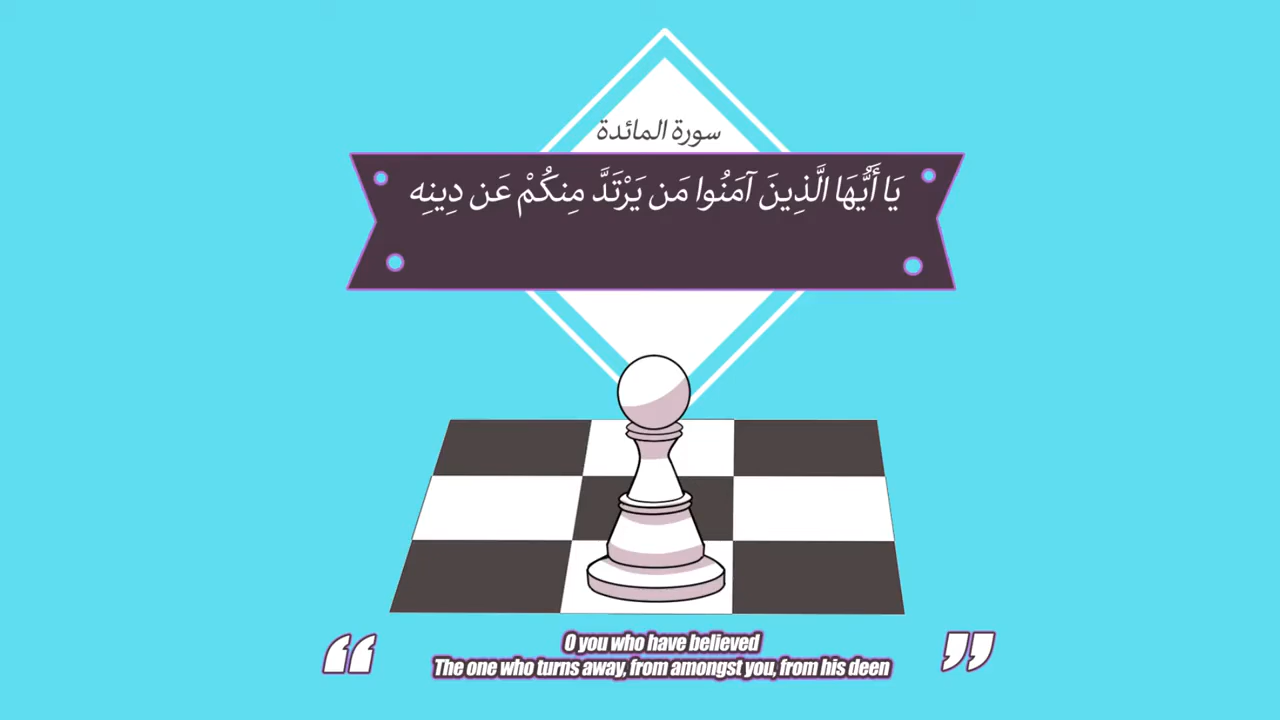 سورة المائدة
يَا أَيُّهَا الَّذِينَ آمَنُوا مَن يَرْتَدَّ مِنكُمْ عَن دِينِه
O you who have believed
The one who turns away, from amongst you, from his deen